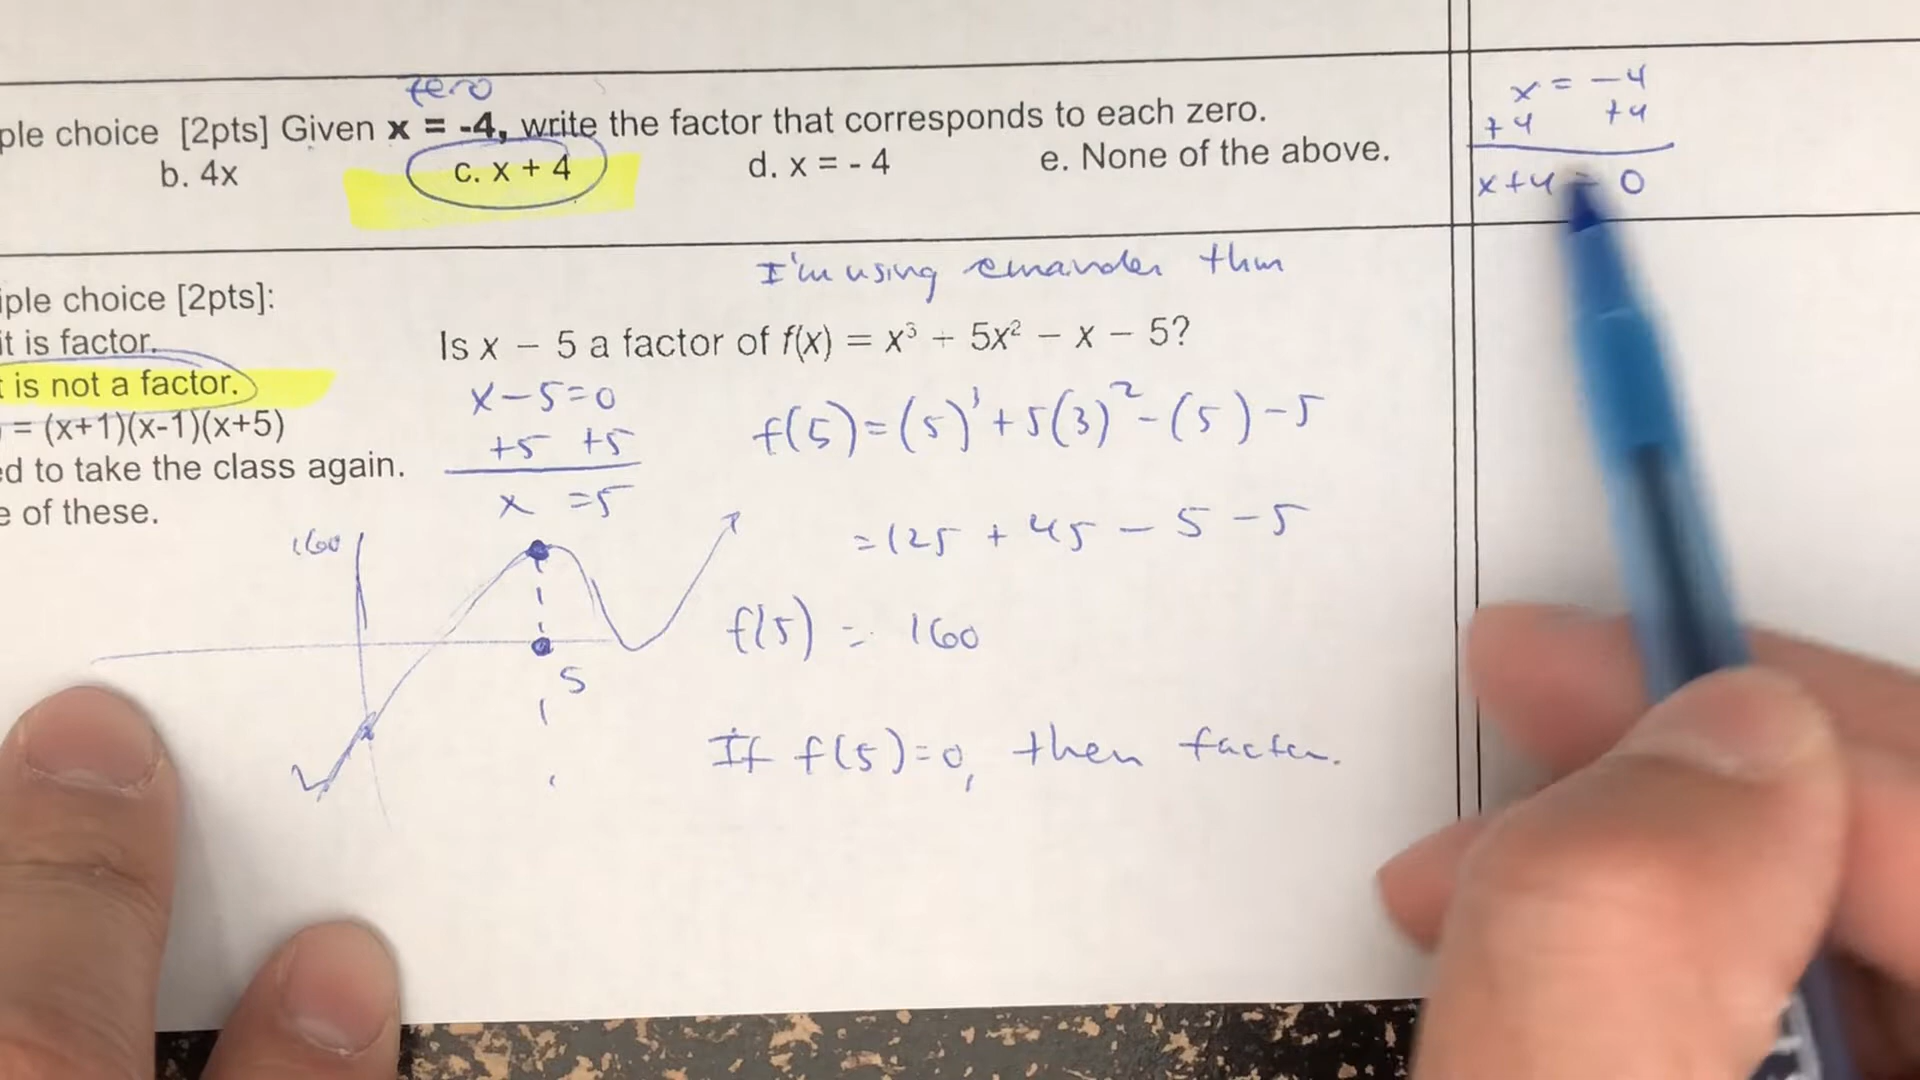 zero
ple choice [2pts] Given x = -4, write the factor that corresponds to each zero.
b. 4x c. x + 4 d. x = - 4 e. None of the above.
x = -4
+4 +4
x+4 = 0
I'm using remainder thm
iple choice [2pts]:
it is factor.
is not a factor.
= (x+1)(x-1)(x+5)
ed to take the class again.
e of these.
Is x – 5 a factor of f(x) = x³ + 5x² – x – 5?
x-5=0
+5 +5
x =5
f(5)=(5)³+5(3)²-(5)-5
=125 + 45 - 5 - 5
f(5) = 160
If f(5)=0, then factor.
160
5